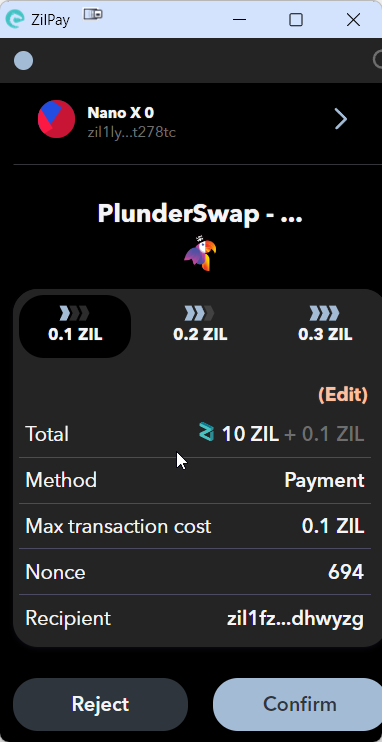 ZilPay
Nano X 0
zil1ly...t278tc
PlunderSwap - ...
0.1 ZIL 0.2 ZIL 0.3 ZIL
(Edit)
Total 10 ZIL + 0.1 ZIL
Method Payment
Max transaction cost 0.1 ZIL
Nonce 694
Recipient zil1fz...dhwyzg
Reject Confirm